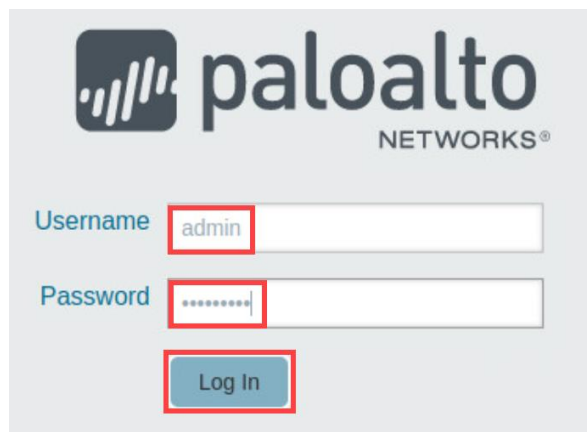 paloalto
NETWORKS®
Username admin
Password •••••••••
Log In